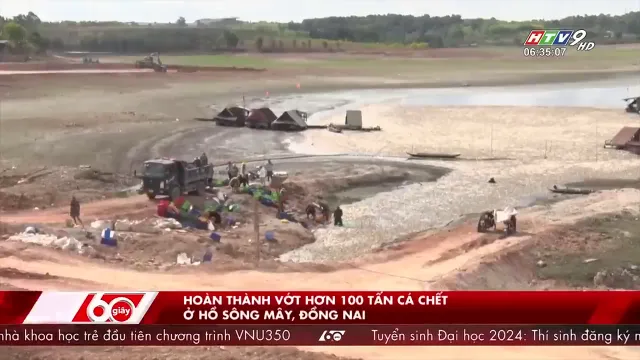 HTV9 HD
06:35:07
60 giây
HOÀN THÀNH VỚT HƠN 100 TẤN CÁ CHẾT
Ở HỒ SÔNG MÂY, ĐỒNG NAI
nhà khoa học trẻ đầu tiên chương trình VNU350
60
Tuyển sinh Đại học 2024: Thí sinh đăng ký